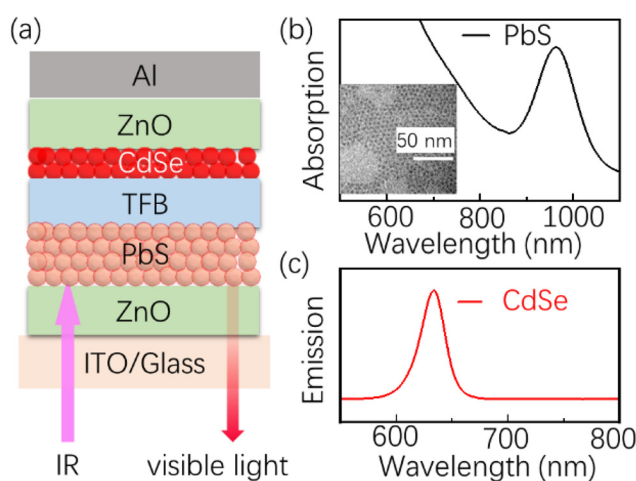 (a)
Al
ZnO
CdSe
TFB
PbS
ZnO
ITO/Glass
IR
visible light
(b)
PbS
50 nm
Absorption
600 800 1000
Wavelength (nm)
(c)
CdSe
Emission
600 700 800
Wavelength (nm)